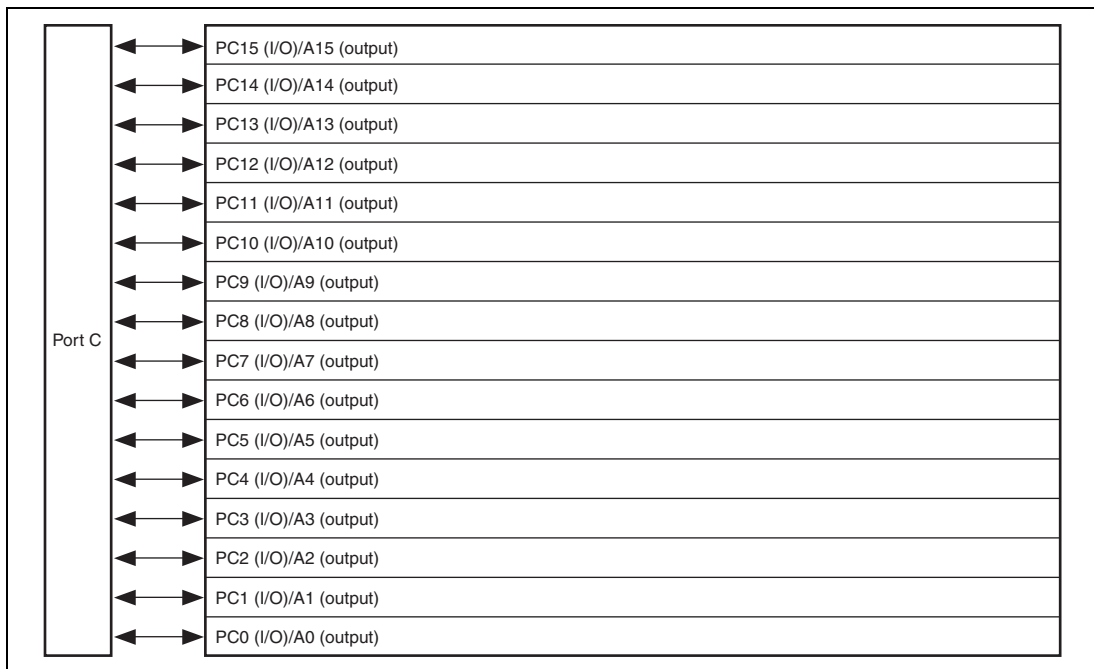 PC15 (I/O)/A15 (output)
PC14 (I/O)/A14 (output)
PC13 (I/O)/A13 (output)
PC12 (I/O)/A12 (output)
PC11 (I/O)/A11 (output)
PC10 (I/O)/A10 (output)
PC9 (I/O)/A9 (output)
PC8 (I/O)/A8 (output)
Port C
PC7 (I/O)/A7 (output)
PC6 (I/O)/A6 (output)
PC5 (I/O)/A5 (output)
PC4 (I/O)/A4 (output)
PC3 (I/O)/A3 (output)
PC2 (I/O)/A2 (output)
PC1 (I/O)/A1 (output)
PC0 (I/O)/A0 (output)